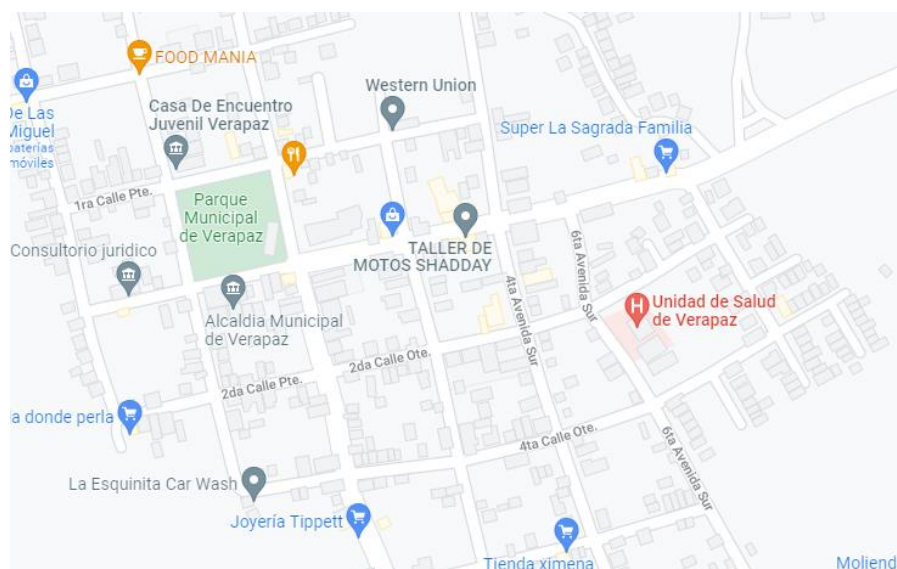 FOOD MANIA
De Las
Miguel
baterías
móviles
Casa De Encuentro
Juvenil Verapaz
Western Union
Super La Sagrada Familia
1ra Calle Pte.
Parque
Municipal
de Verapaz
Consultorio juridico
TALLER DE
MOTOS SHADDAY
6ta Avenida Sur
4ta Avenida Sur
Alcaldia Municipal
de Verapaz
H
Unidad de Salud
de Verapaz
2da Calle Ote.
2da Calle Pte.
a donde perla
4ta Calle Ote.
6ta Avenida Sur
La Esquinita Car Wash
Joyería Tippett
Tienda ximena
Moliend